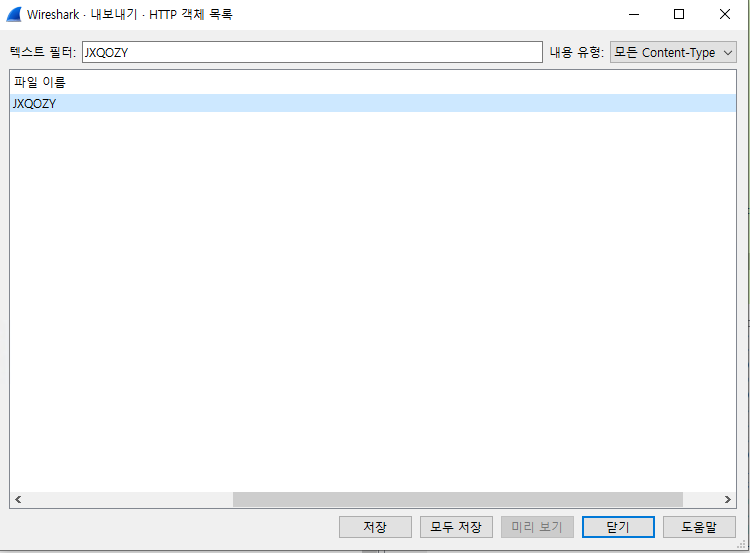 Wireshark · 내보내기 · HTTP 객체 목록
텍스트 필터: JXQOZY 내용 유형: 모든 Content-Type
파일 이름
JXQOZY
저장 모두 저장 미리 보기 닫기 도움말